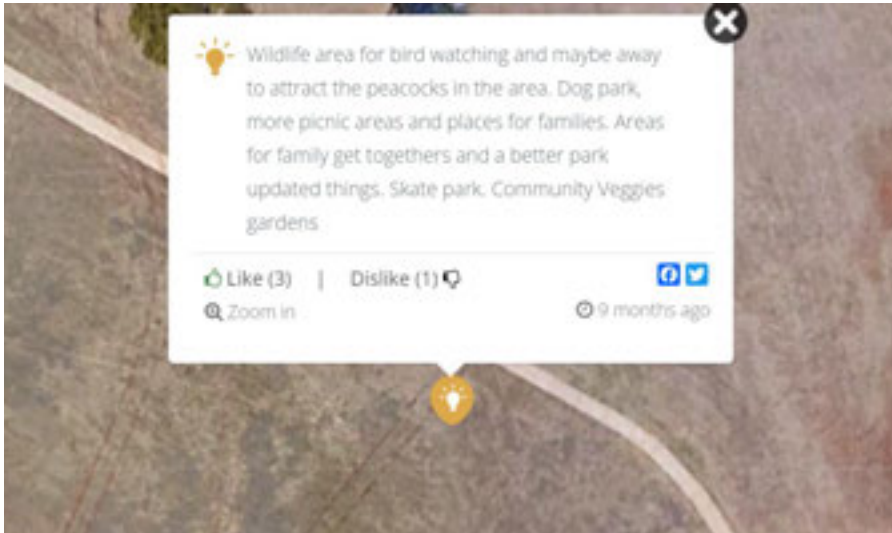 Wildlife area for bird watching and maybe away
to attract the peacocks in the area. Dog park,
more picnic areas and places for families. Areas
for family get togethers and a better park
updated things. Skate park. Community Veggies
gardens
Like (3) | Dislike (1)
Zoom in 9 months ago